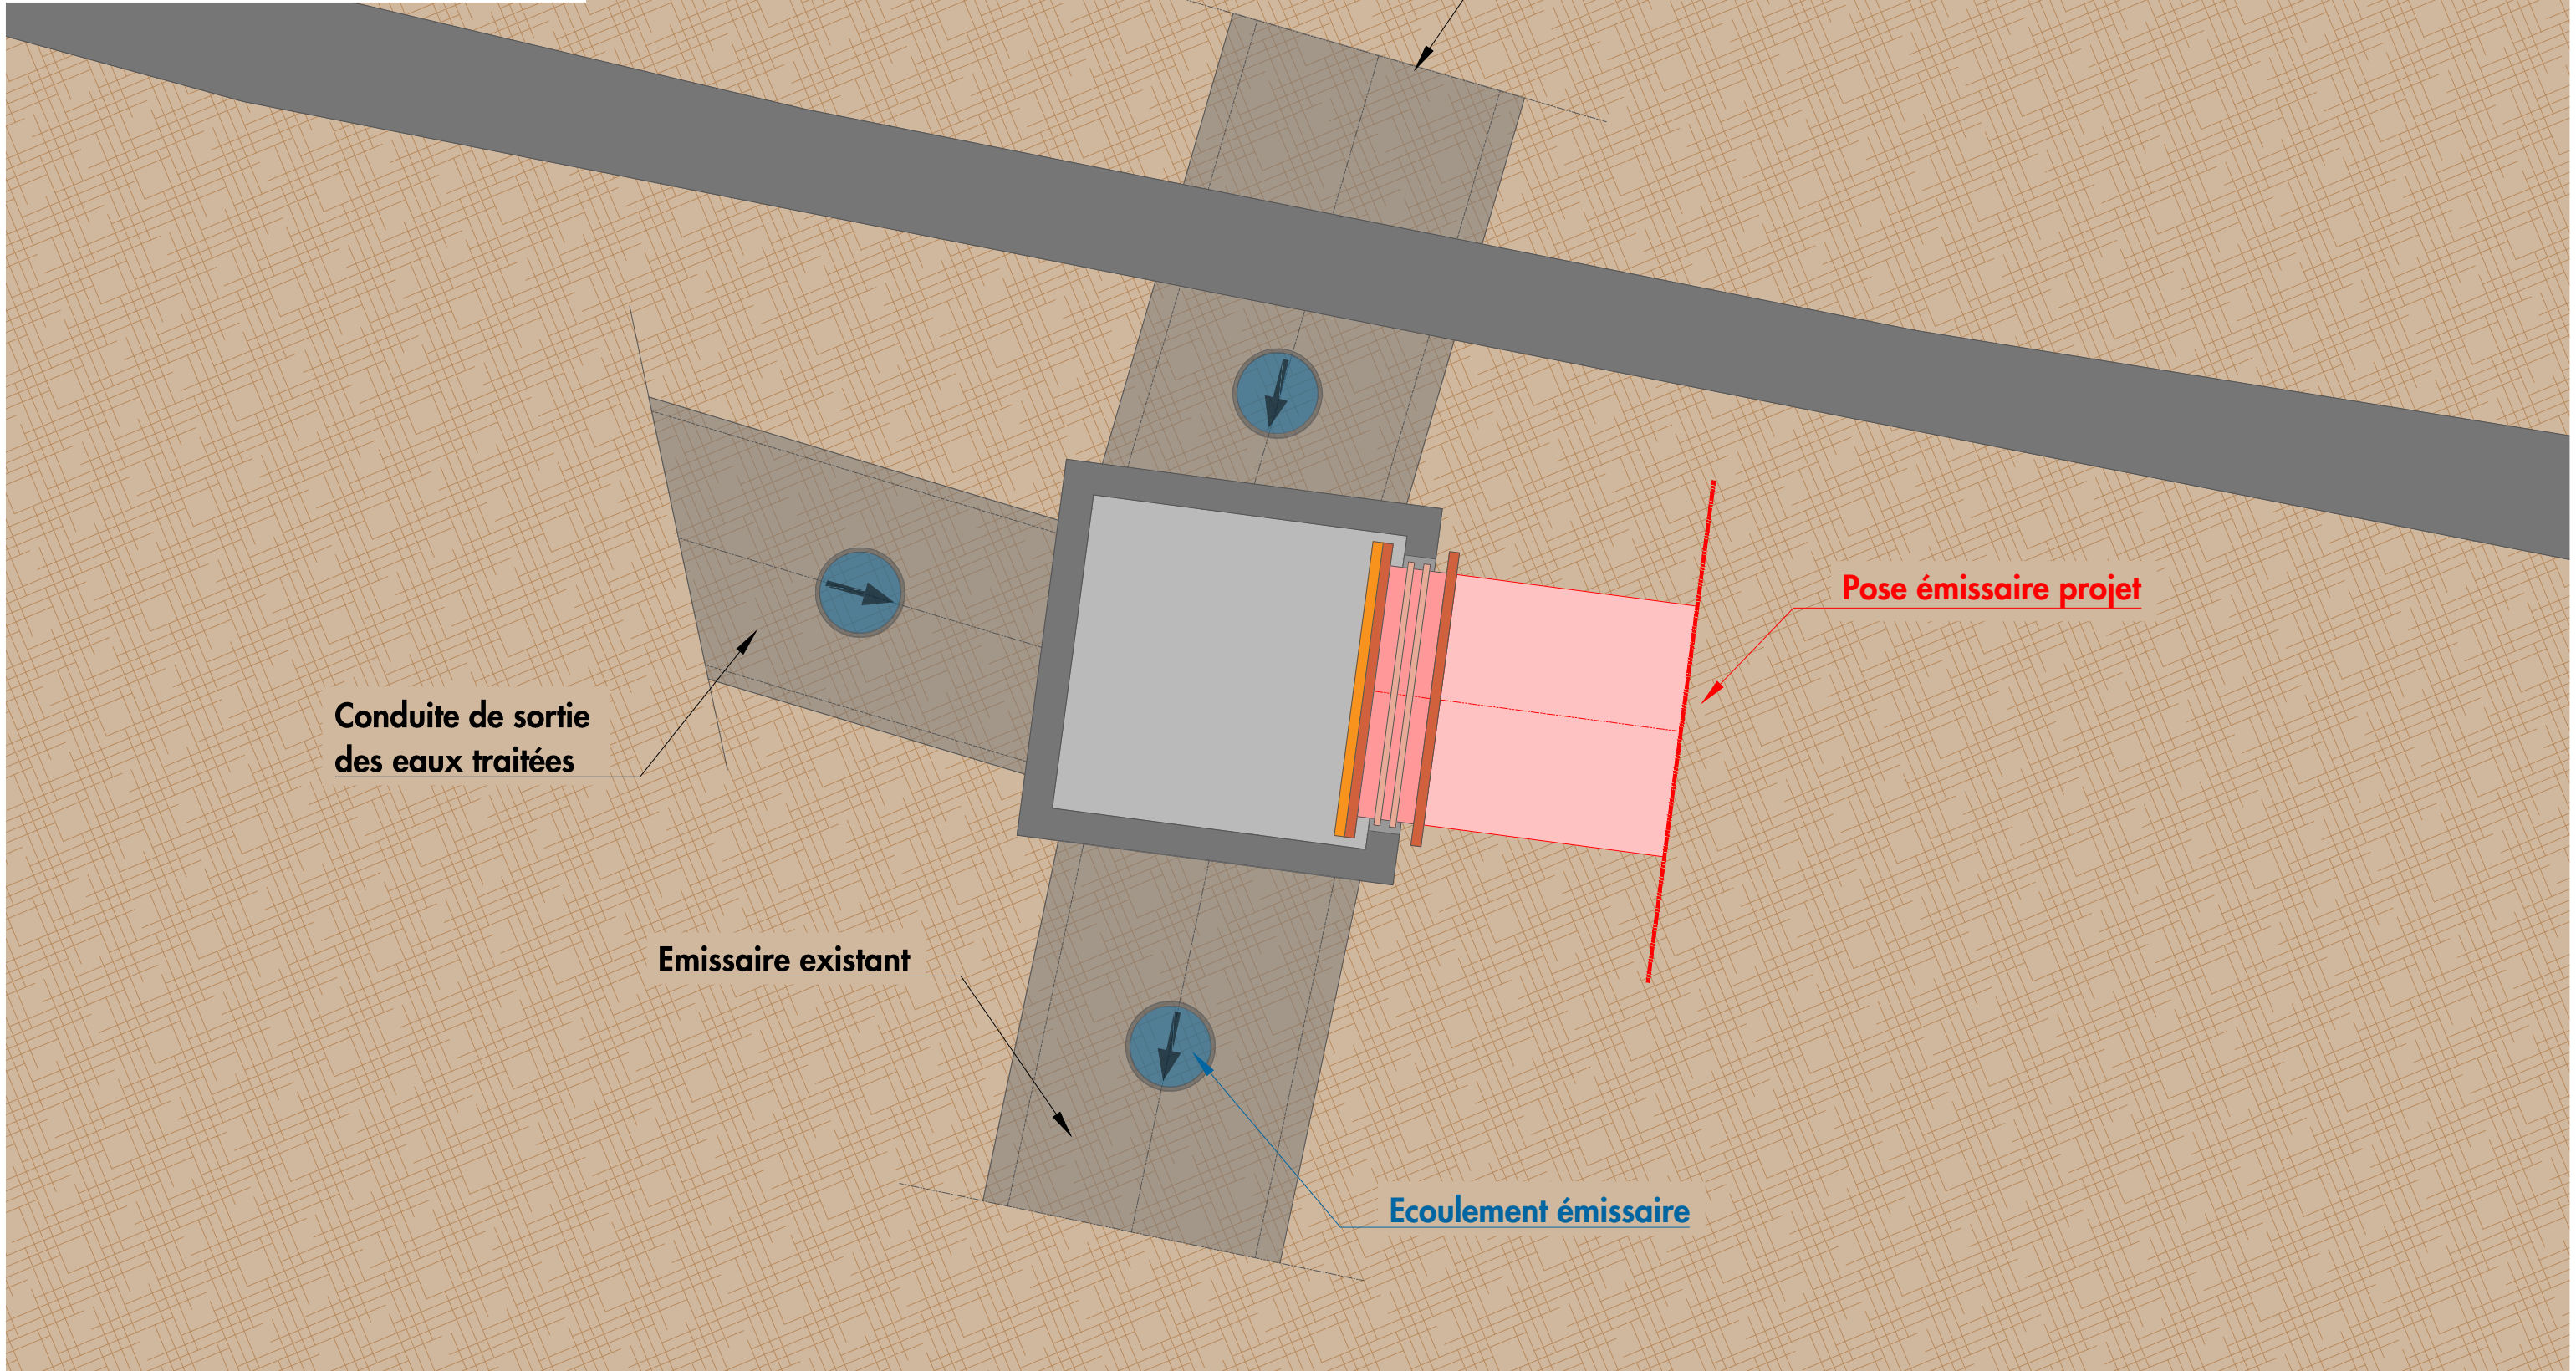 Pose émissaire projet
Conduite de sortie
des eaux traitées
Emissaire existant
Ecoulement émissaire